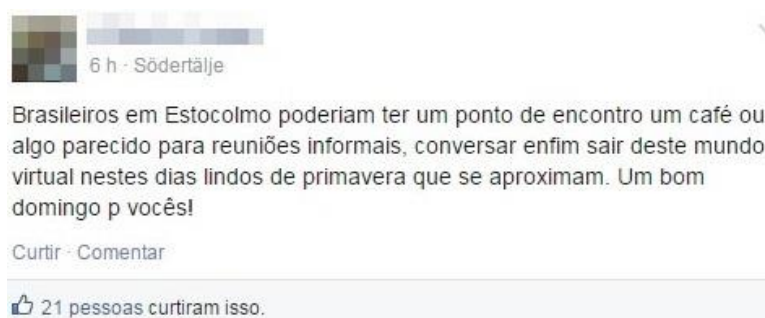 6 h · Södertälje
Brasileiros em Estocolmo poderiam ter um ponto de encontro um café ou
algo parecido para reuniões informais, conversar enfim sair deste mundo
virtual nestes dias lindos de primavera que se aproximam. Um bom
domingo p vocês!
Curtir · Comentar
21 pessoas curtiram isso.